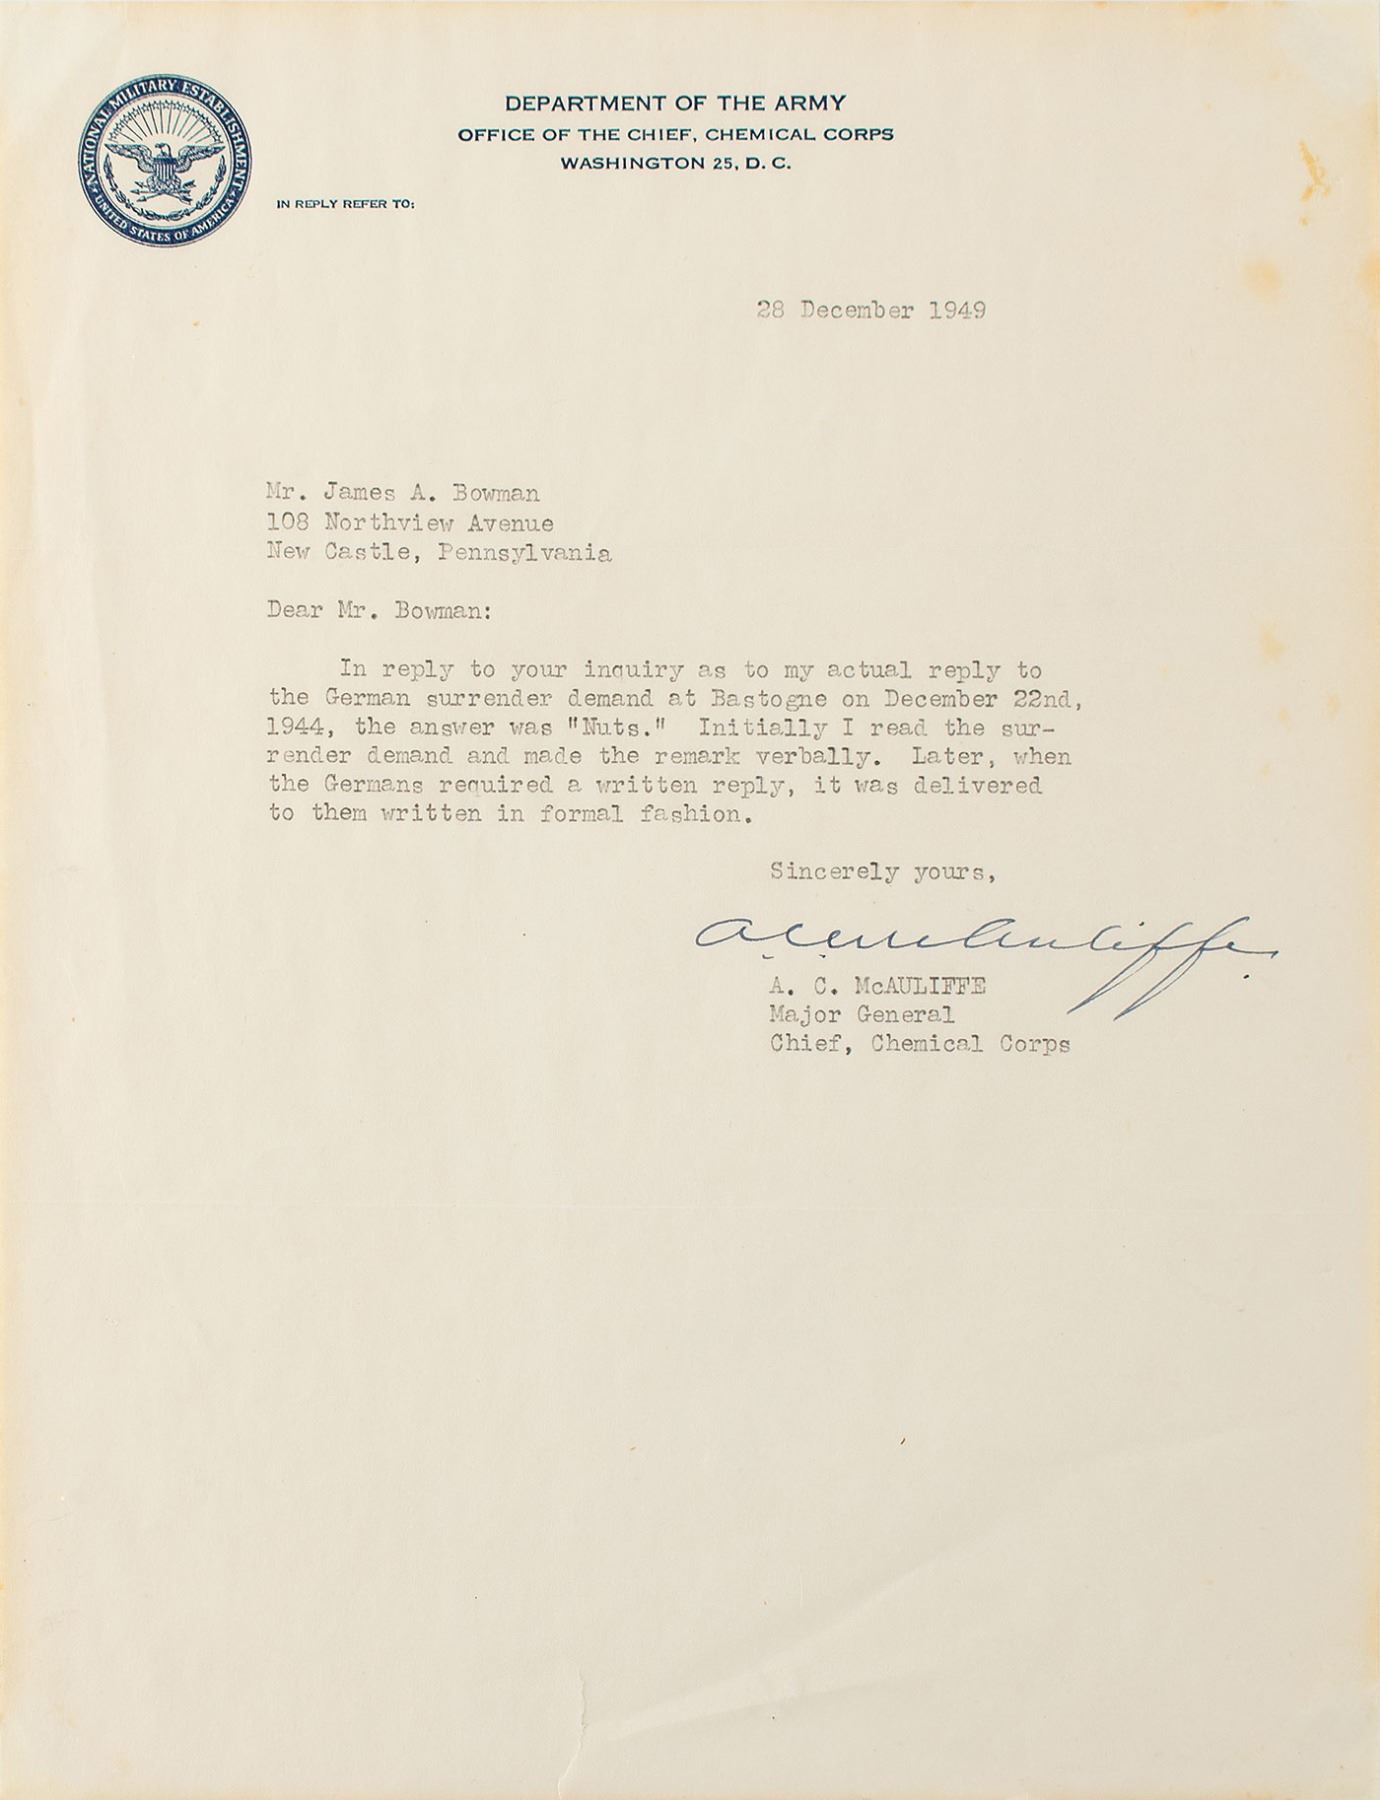 NATIONAL MILITARY ESTABLISHMENT
UNITED STATES OF AMERICA
DEPARTMENT OF THE ARMY
OFFICE OF THE CHIEF, CHEMICAL CORPS
WASHINGTON 25, D. C.
IN REPLY REFER TO:
28 December 1949
Mr. James A. Bowman
108 Northview Avenue
New Castle, Pennsylvania
Dear Mr. Bowman:
In reply to your inquiry as to my actual reply to
the German surrender demand at Bastogne on December 22nd,
1944, the answer was "Nuts." Initially I read the sur-
render demand and made the remark verbally. Later, when
the Germans required a written reply, it was delivered
to them written in formal fashion.
Sincerely yours,
A. C. McAuliffe
A. C. McAULIFFE
Major General
Chief, Chemical Corps